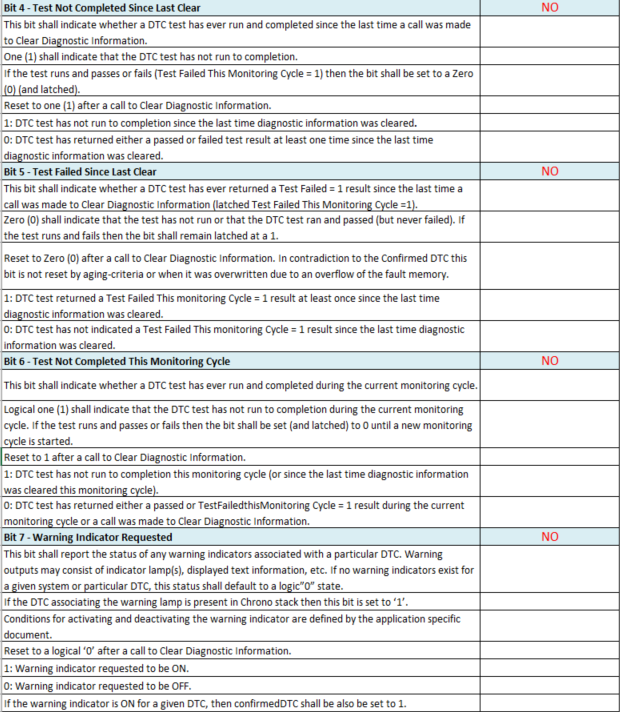 Bit 4 - Test Not Completed Since Last Clear NO
This bit shall indicate whether a DTC test has ever run and completed since the last time a call was made
to Clear Diagnostic Information.
One (1) shall indicate that the DTC test has not run to completion.
If the test runs and passes or fails (Test Failed This Monitoring Cycle = 1) then the bit shall be set to a Zero
(0) (and latched).
Reset to one (1) after a call to Clear Diagnostic Information.
1: DTC test has not run to completion since the last time diagnostic information was cleared.
0: DTC test has returned either a passed or failed test result at least one time since the last time
diagnostic information was cleared.
Bit 5 - Test Failed Since Last Clear NO
This bit shall indicate whether a DTC test has ever returned a Test Failed = 1 result since the last time a
call was made to Clear Diagnostic Information (latched Test Failed This Monitoring Cycle =1).
Zero (0) shall indicate that the test has not run or that the DTC test ran and passed (but never failed). If
the test runs and fails then the bit shall remain latched at a 1.
Reset to Zero (0) after a call to Clear Diagnostic Information. In contradiction to the Confirmed DTC this
bit is not reset by aging-criteria or when it was overwritten due to an overflow of the fault memory.
1: DTC test returned a Test Failed This monitoring Cycle = 1 result at least once since the last time
diagnostic information was cleared.
0: DTC test has not indicated a Test Failed This monitoring Cycle = 1 result since the last time diagnostic
information was cleared.
Bit 6 - Test Not Completed This Monitoring Cycle NO
This bit shall indicate whether a DTC test has ever run and completed during the current monitoring cycle.
Logical one (1) shall indicate that the DTC test has not run to completion during the current monitoring
cycle. If the test runs and passes or fails then the bit shall be set (and latched) to 0 until a new monitoring
cycle is started.
Reset to 1 after a call to Clear Diagnostic Information.
1: DTC test has not run to completion this monitoring cycle (or since the last time diagnostic information
was cleared this monitoring cycle).
0: DTC test has returned either a passed or TestFailedthisMonitoring Cycle = 1 result during the current
monitoring cycle or a call was made to Clear Diagnostic Information.
Bit 7 - Warning Indicator Requested NO
This bit shall report the status of any warning indicators associated with a particular DTC. Warning
outputs may consist of indicator lamp(s), displayed text information, etc. If no warning indicators exist for
a given system or particular DTC, this status shall default to a logic”0” state.
If the DTC associating the warning lamp is present in Chrono stack then this bit is set to ‘1’.
Conditions for activating and deactivating the warning indicator are defined by the application specific
document.
Reset to a logical ‘0’ after a call to Clear Diagnostic Information.
1: Warning indicator requested to be ON.
0: Warning indicator requested to be OFF.
If the warning indicator is ON for a given DTC, then confirmedDTC shall be also be set to 1.